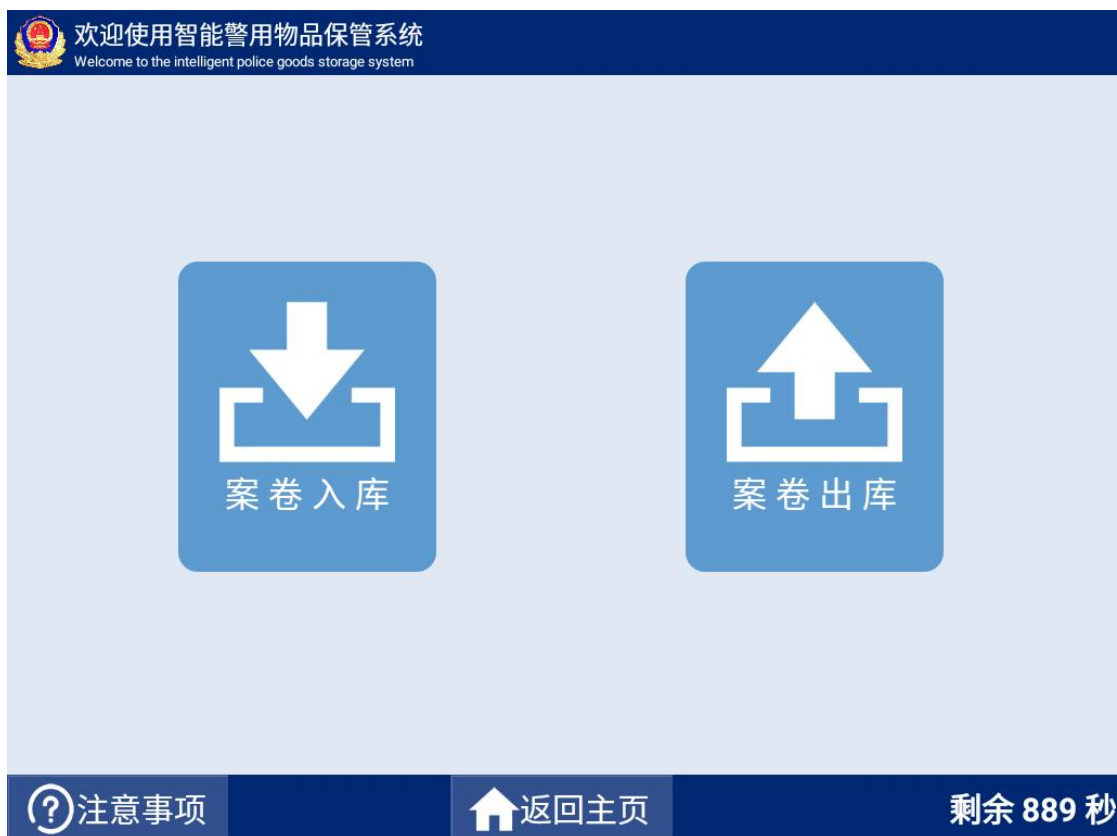 欢迎使用智能警用物品保管系统
Welcome to the intelligent police goods storage system
案卷入库
案卷出库
注意事项
返回主页
剩余 889 秒